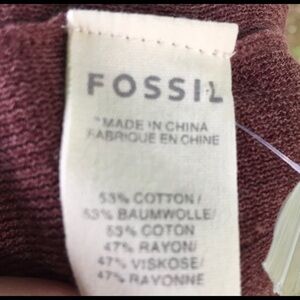 FOSSIL
MADE IN CHINA
FABRIQUE EN CHINE
53% COTTON/
53% BAUMWOLLE/
53% COTON
47% RAYON/
47% VISKOSE/
47% RAYONNE